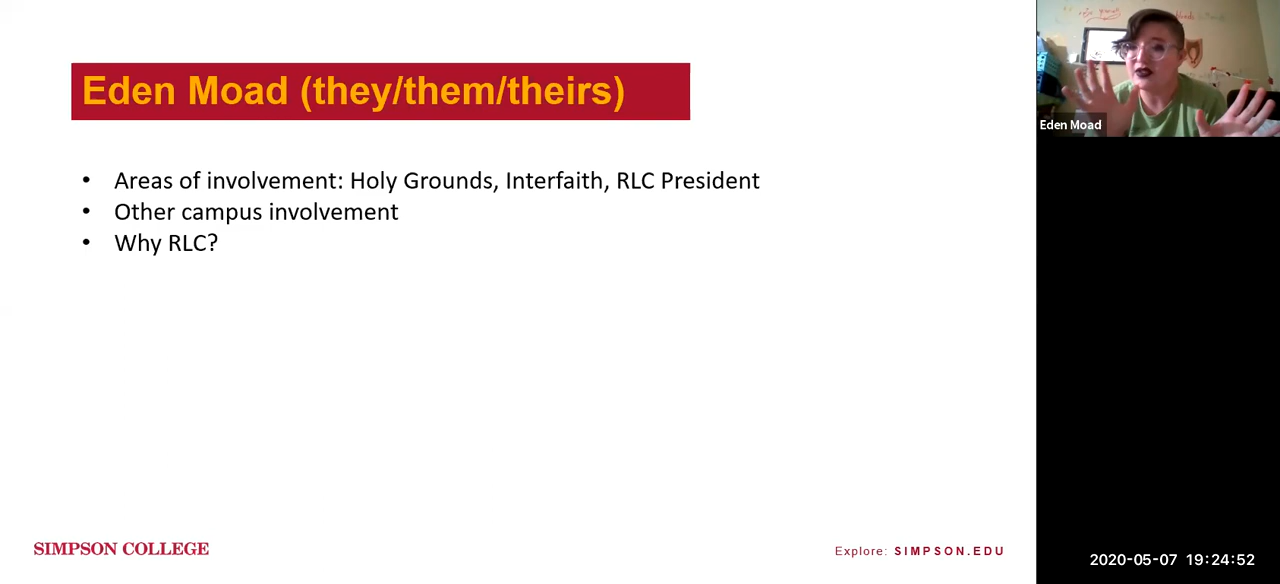 Eden Moad (they/them/theirs)
• Areas of involvement: Holy Grounds, Interfaith, RLC President
• Other campus involvement
• Why RLC?
SIMPSON COLLEGE
Explore: SIMPSON.EDU
Eden Moad
2020-05-07 19:24:52